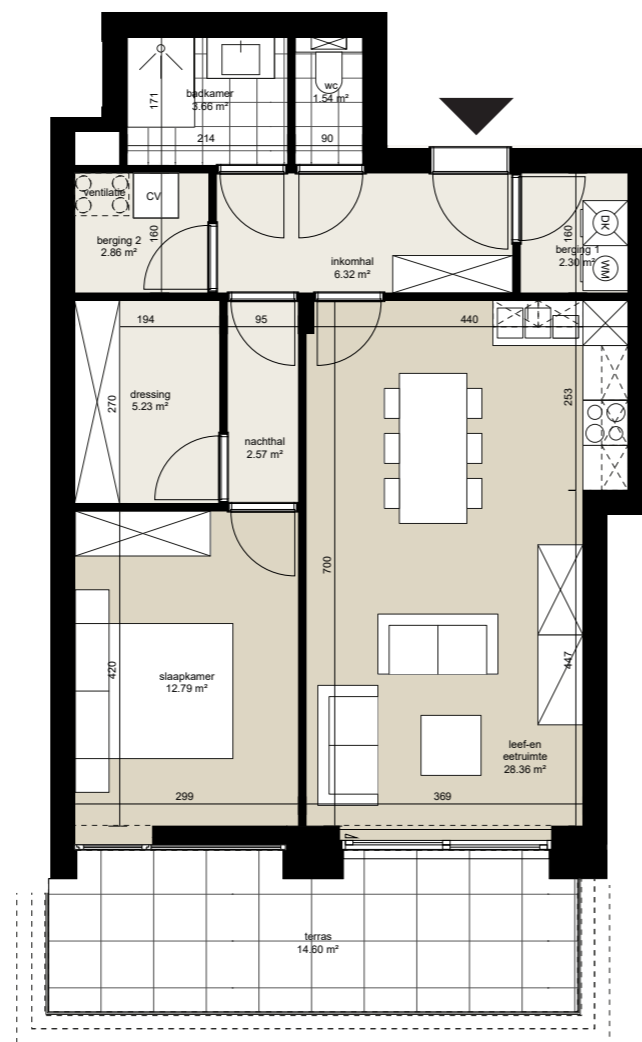 171
badkamer
3.66 m²
214
wc
1.54 m²
90
ventilatie
CV
berging 2
2.86 m²
160
inkomhal
6.32 m²
160
DK
berging 1
2.30 m²
WM
194
95
440
270
dressing
5.23 m²
253
nachthal
2.57 m²
700
420
slaapkamer
12.79 m²
447
leef-en
eetruimte
28.36 m²
299
369
terras
14.60 m²